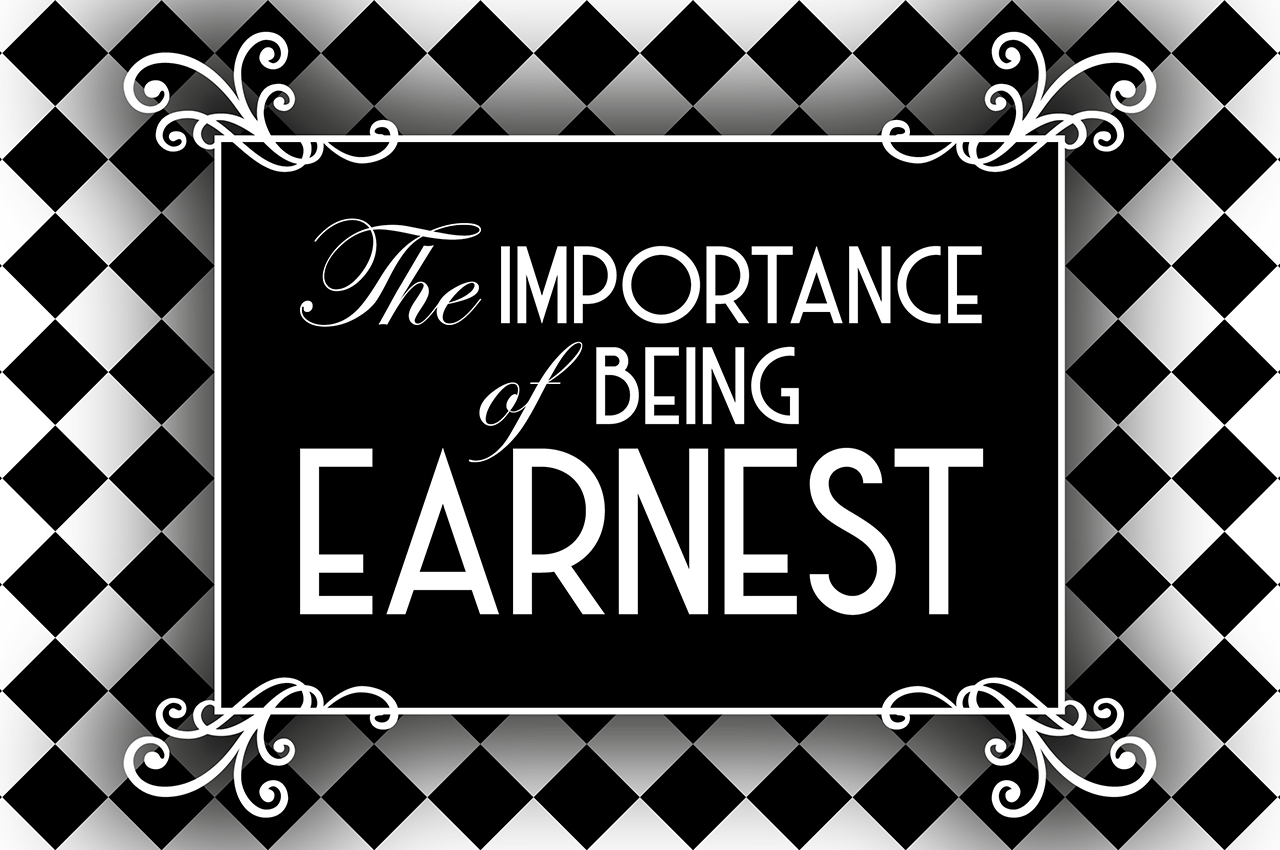 The IMPORTANCE
of BEING
EARNEST